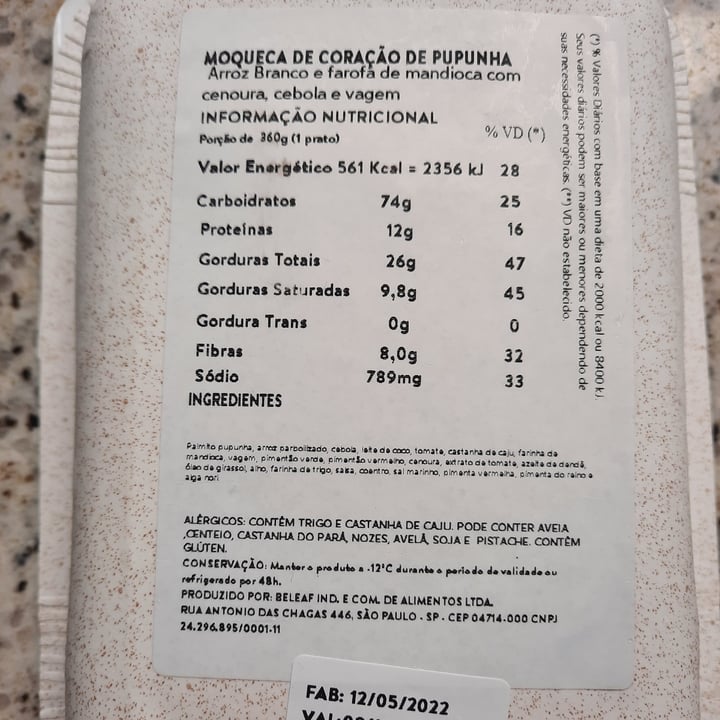 MOQUECA DE CORAÇÃO DE PUPUNHA
Arroz Branco e farofa de mandioca com
cenoura, cebola e vagem
INFORMAÇÃO NUTRICIONAL
Porção de 360g (1 prato) % VD (*)
Valor Energético 561 Kcal = 2356 kJ 28
Carboidratos 74g 25
Proteínas 12g 16
Gorduras Totais 26g 47
Gorduras Saturadas 9,8g 45
Gordura Trans 0g 0
Fibras 8,0g 32
Sódio 789mg 33
INGREDIENTES
Palmito pupunha, arroz parboilizado, cebola, leite de coco, tomate, castanha de caju, farinha de
mandioca, vagem, pimentão verde, pimentão vermelho, cenoura, extrato de tomate, azeite de dendê,
óleo de girassol, alho, farinha de trigo, salsa, coentro, sal marinho, pimenta vermelha, pimenta do reino e
alga nori
ALÉRGICOS: CONTÉM TRIGO E CASTANHA DE CAJU. PODE CONTER AVEIA
,CENTEIO, CASTANHA DO PARÁ, NOZES, AVELÃ, SOJA E PISTACHE. CONTÉM
GLÚTEN.
CONSERVAÇÃO: Manter o produto a -12°C durante o período de validade ou
refrigerado por 48h.
PRODUZIDO POR: BELEAF IND. E COM. DE ALIMENTOS LTDA.
RUA ANTONIO DAS CHAGAS 446, SÃO PAULO - SP - CEP 04714-000 CNPJ
24.296.895/0001-11
(*) % Valores Diários com base em uma dieta de 2000 kcal ou 8400 kJ.
Seus valores diários podem ser maiores ou menores dependendo de
suas necessidades energéticas. (**) VD não estabelecido.
FAB: 12/05/2022